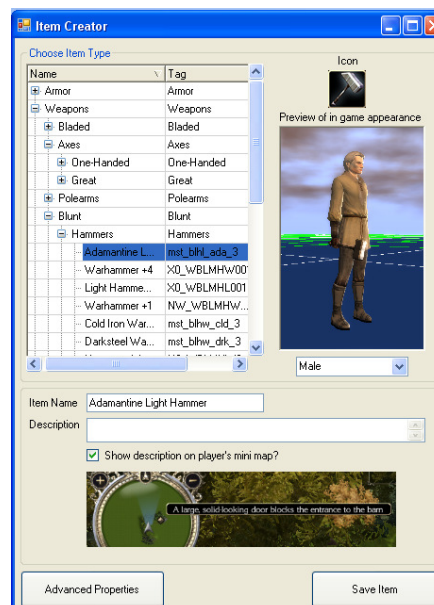 Item Creator
Choose Item Type
Name Tag
Armor Armor
Weapons Weapons
Bladed Bladed
Axes Axes
One-Handed One-Handed
Great Great
Polearms Polearms
Blunt Blunt
Hammers Hammers
Adamantine L... mst_blhl_ada_3
Warhammer +4 X0_WBLMHW001
Light Hamme... X0_WBLMHL001
Warhammer +1 NW_WBLMHW...
Cold Iron War... mst_blhw_cld_3
Darksteel Wa... mst_blhw_drk_3
Icon
Preview of in game appearance
Male
Item Name Adamantine Light Hammer
Description
Show description on player's mini map?
A large, solid-looking door blocks the entrance to the barn
Advanced Properties Save Item